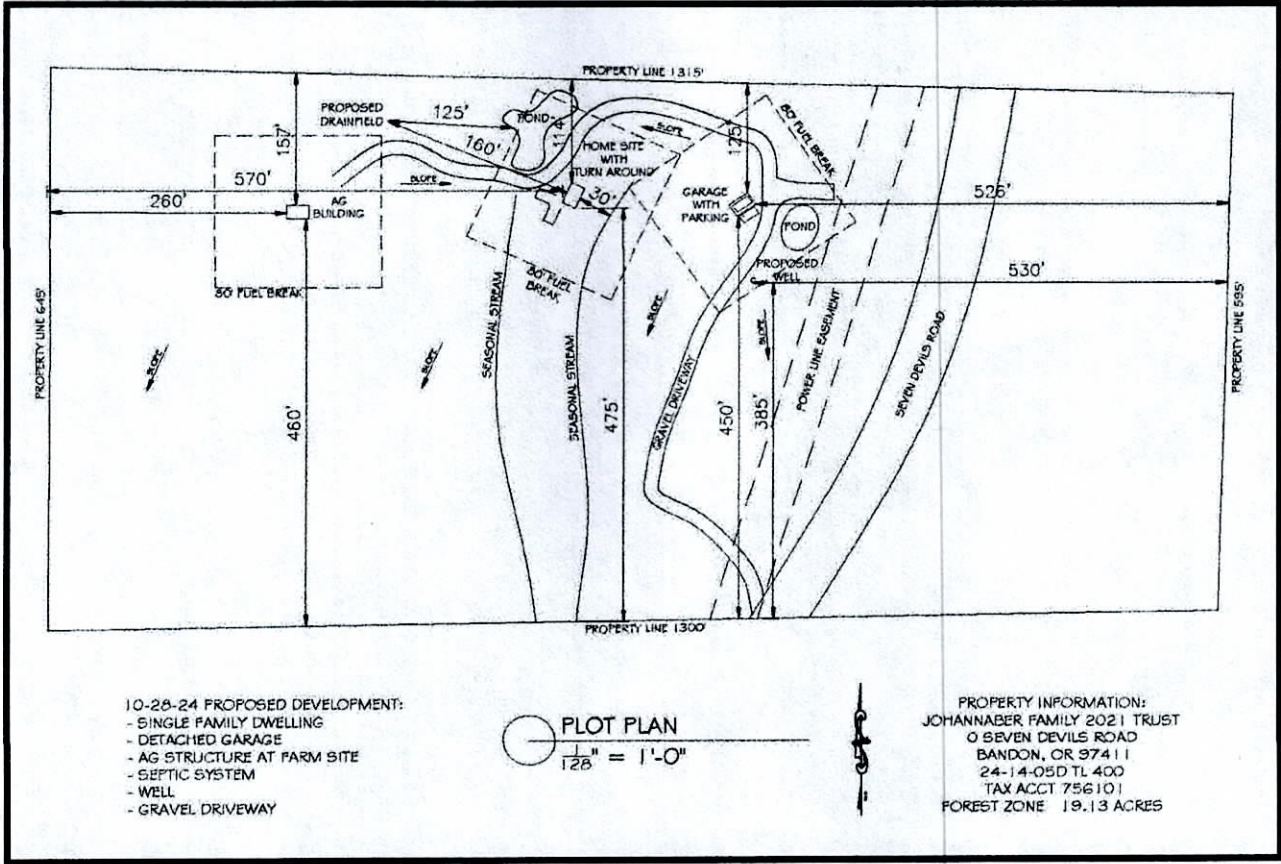 PROPERTY LINE 1315'
PROPOSED
DRAINFIELD
125'
POND
114'
160'
157'
SLOPE
HOME SITE
WITH
TURN AROUND
125'
80' FUEL BREAK
570'
SLOPE
30'
GARAGE
WITH
PARKING
525'
260'
AG
BUILDING
POND
PROPOSED
WELL
530'
80' FUEL BREAK
80' FUEL
BREAK
PROPERTY LINE 645'
SLOPE
SLOPE
SEASONAL STREAM
SEASONAL STREAM
SLOPE
SLOPE
POWER LINE EASEMENT
SEVEN DEVILS ROAD
PROPERTY LINE 595'
460'
475'
GRAVEL DRIVEWAY
450'
385'
PROPERTY LINE 1300'
10-28-24 PROPOSED DEVELOPMENT:
- SINGLE FAMILY DWELLING
- DETACHED GARAGE
- AG STRUCTURE AT FARM SITE
- SEPTIC SYSTEM
- WELL
- GRAVEL DRIVEWAY
PLOT PLAN
1/128" = 1'-0"
PROPERTY INFORMATION:
JOHANNABER FAMILY 2021 TRUST
0 SEVEN DEVILS ROAD
BANDON, OR 97411
24-14-05D TL 400
TAX ACCT 756101
FOREST ZONE 19.13 ACRES